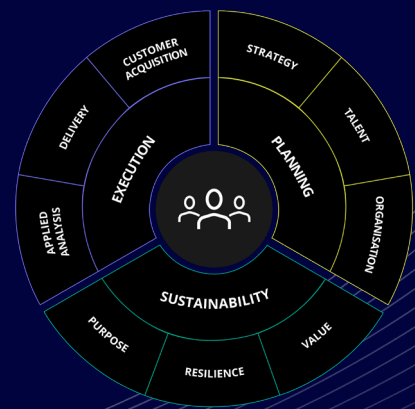 CUSTOMER
ACQUISITION
STRATEGY
DELIVERY
TALENT
EXECUTION
PLANNING
APPLIED
ANALYSIS
ORGANISATION
SUSTAINABILITY
PURPOSE
RESILIENCE
VALUE